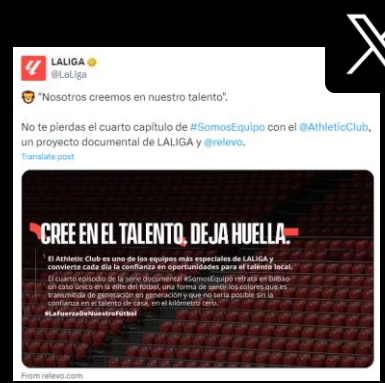 LALIGA
@LaLiga
"Nosotros creemos en nuestro talento".
No te pierdas el cuarto capítulo de #SomosEquipo con el @AthleticClub,
un proyecto documental de LALIGA y @relevo.
Translate post
CREE EN EL TALENTO, DEJA HUELLA.
El Athletic Club es uno de los equipos más especiales de LALIGA y
convierte cada día la confianza en oportunidades para el talento local.
El cuarto episodio de la serie documental #SomosEquipo retrata en Bilbao
un caso único en la élite del fútbol, una forma de sentir los colores que es
transmitida de generación en generación y que no sería posible sin la
confianza en el talento de casa, en el kilómetro cero.
#LaFuerzaDeNuestroFútbol
From relevo.com